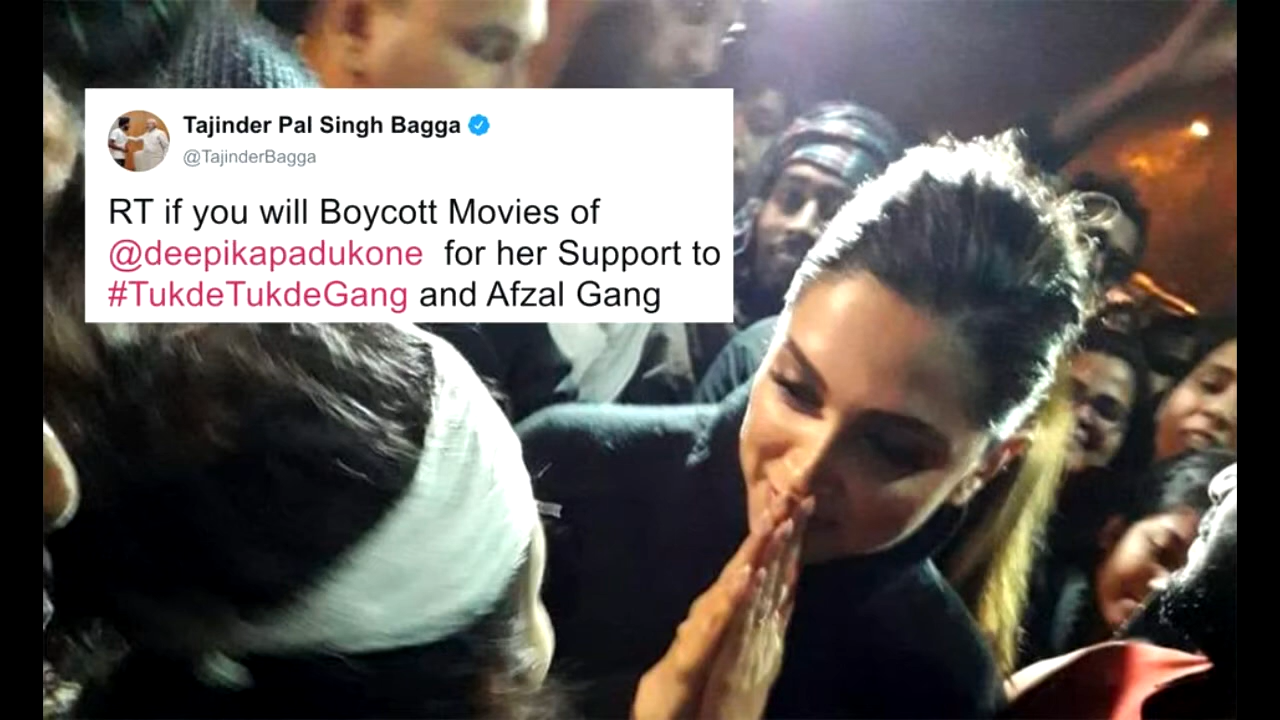 Tajinder Pal Singh Bagga
@TajinderBagga
RT if you will Boycott Movies of
@deepikapadukone for her Support to
#TukdeTukdeGang and Afzal Gang